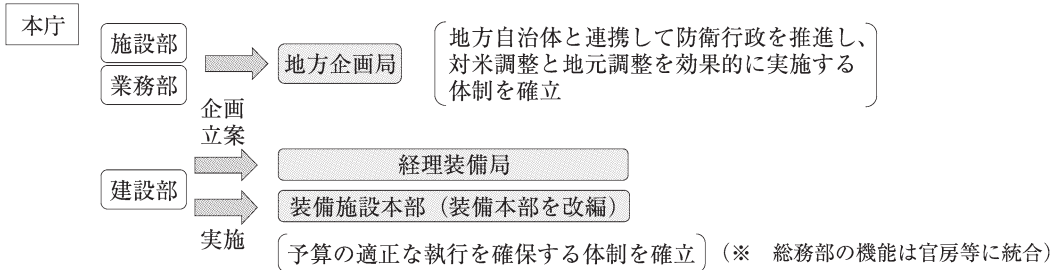 本庁
施設部
業務部
地方企画局
地方自治体と連携して防衛行政を推進し、
対米調整と地元調整を効果的に実施する
体制を確立
企画
立案
建設部
経理装備局
装備施設本部（装備本部を改編）
実施
予算の適正な執行を確保する体制を確立
（※　総務部の機能は官房等に統合）